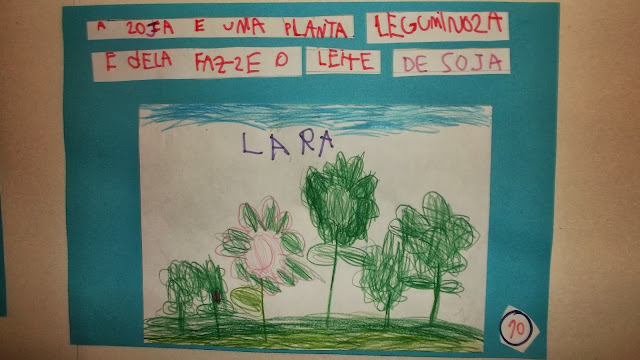 A ZOJA E UMA PLANTA LEGUMINOZA
E DELA FAZ-ZE O LEITE DE SOJA
LARA
10